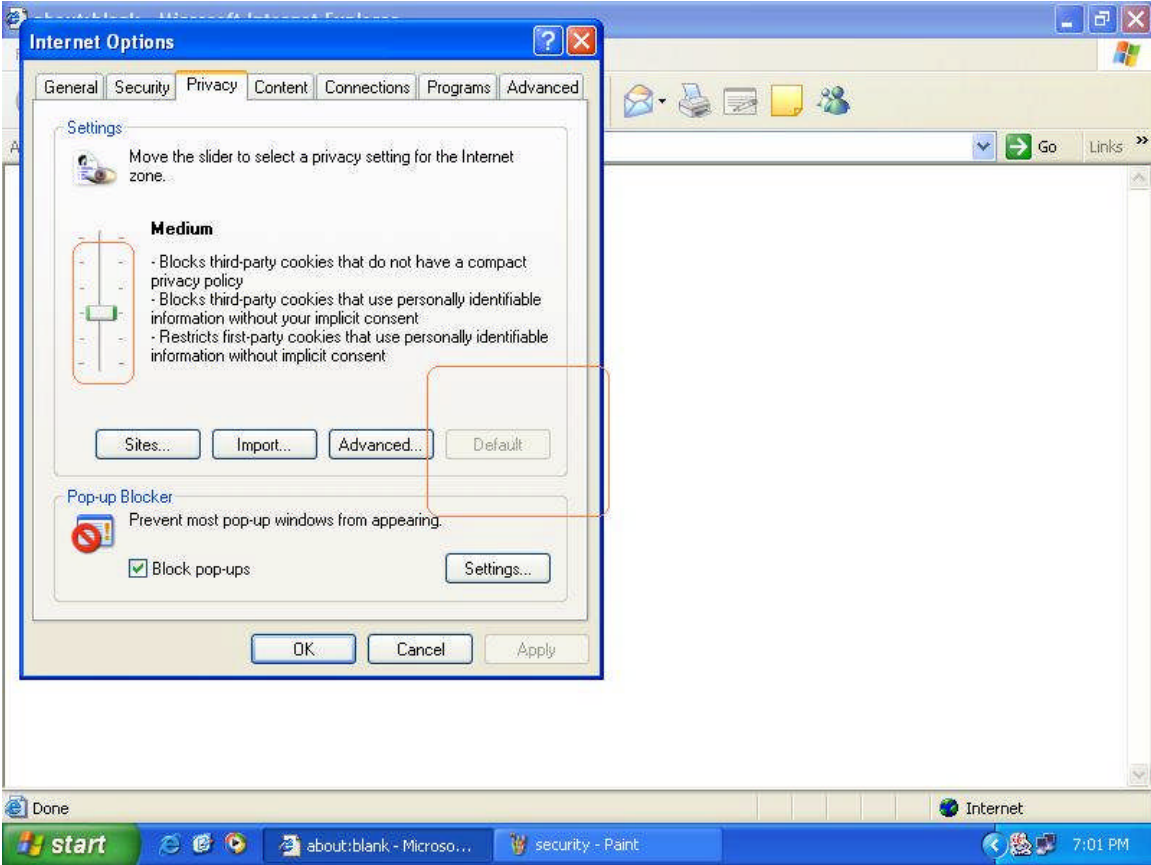 about:blank - Microsoft Internet Explorer
Internet Options
General Security Privacy Content Connections Programs Advanced
Settings
Move the slider to select a privacy setting for the Internet
zone.
Go Links »
Medium
- Blocks third-party cookies that do not have a compact
privacy policy
- Blocks third-party cookies that use personally identifiable
information without your implicit consent
- Restricts first-party cookies that use personally identifiable
information without implicit consent
Sites... Import... Advanced... Default
Pop-up Blocker
Prevent most pop-up windows from appearing.
Block pop-ups Settings...
OK Cancel Apply
Done Internet
start about:blank - Microso... security - Paint 7:01 PM